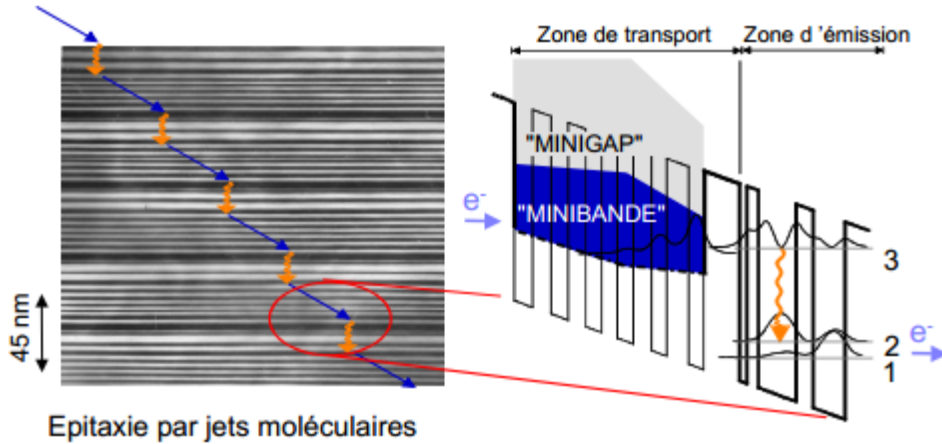 Zone de transport
Zone d 'émission
"MINIGAP"
"MINIBANDE"
e-
3
2
e-
1
45 nm
Epitaxie par jets moléculaires